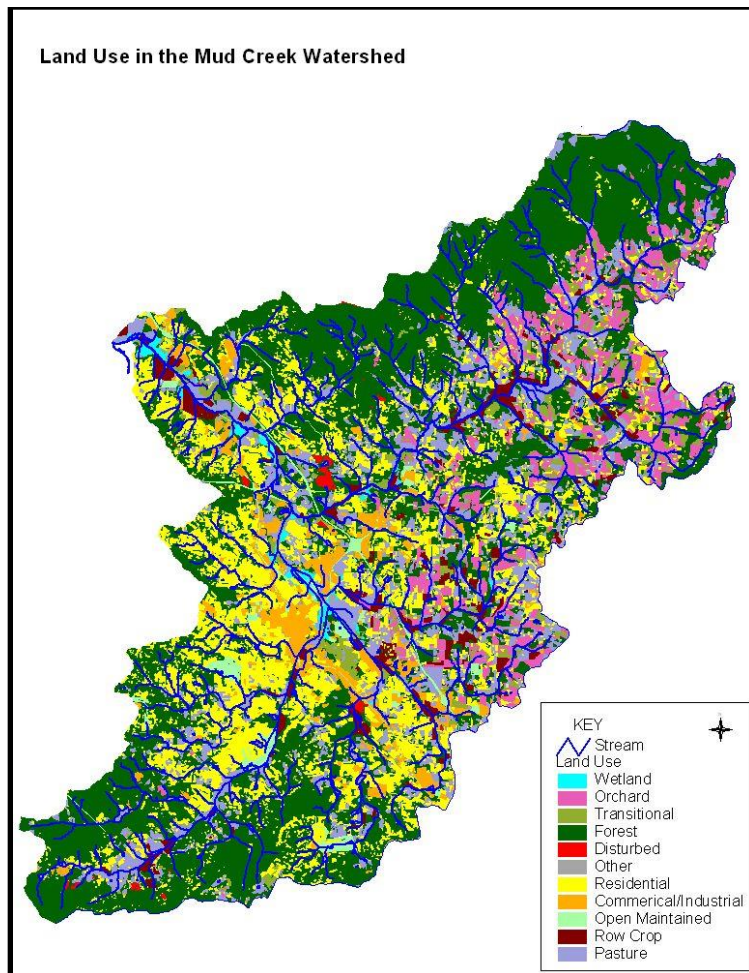 Land Use in the Mud Creek Watershed
KEY
Stream
Land Use
Wetland
Orchard
Transitional
Forest
Disturbed
Other
Residential
Commerical/Industrial
Open Maintained
Row Crop
Pasture